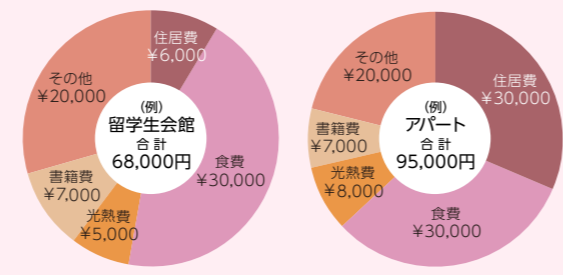 住居費
¥6,000
食費
¥30,000
光熱費
¥5,000
書籍費
¥7,000
その他
¥20,000
(例)
留学生会館
合計
68,000円
住居費
¥30,000
食費
¥30,000
光熱費
¥8,000
書籍費
¥7,000
その他
¥20,000
(例)
アパート
合計
95,000円